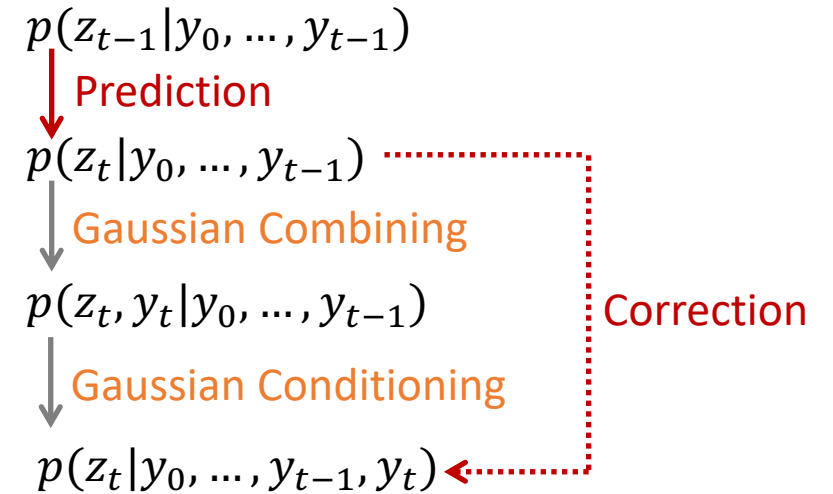 p(z_{t−1}|y_0, … , y_{t−1})
Prediction
p(z_t|y_0, … , y_{t−1})
Gaussian Combining
p(z_t, y_t|y_0, … , y_{t−1})
Correction
Gaussian Conditioning
p(z_t|y_0, … , y_{t−1}, y_t)